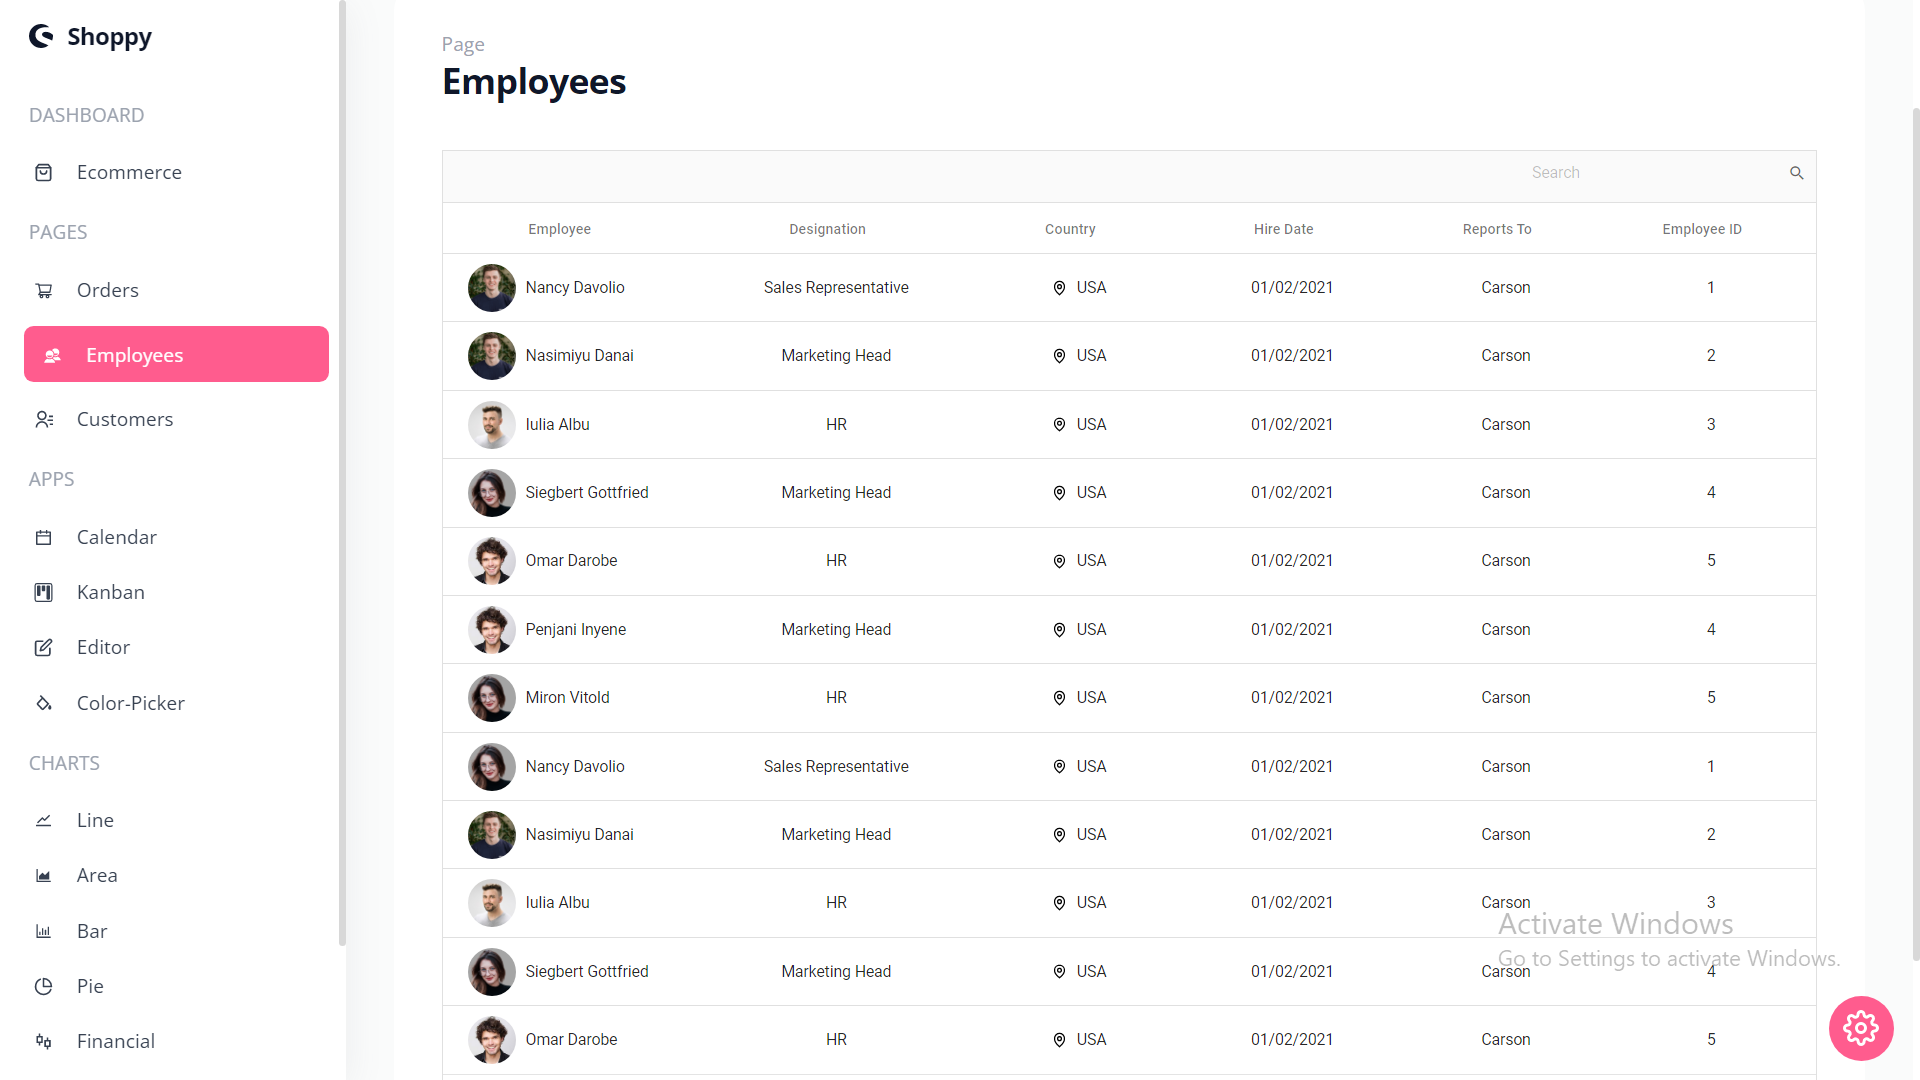 Shoppy
DASHBOARD
Ecommerce
PAGES
Orders
Employees
Customers
APPS
Calendar
Kanban
Editor
Color-Picker
CHARTS
Line
Area
Bar
Pie
Financial
Page
Employees
Search
Employee Designation Country Hire Date Reports To Employee ID
Nancy Davolio Sales Representative USA 01/02/2021 Carson 1
Nasimiyu Danai Marketing Head USA 01/02/2021 Carson 2
Iulia Albu HR USA 01/02/2021 Carson 3
Siegbert Gottfried Marketing Head USA 01/02/2021 Carson 4
Omar Darobe HR USA 01/02/2021 Carson 5
Penjani Inyene Marketing Head USA 01/02/2021 Carson 4
Miron Vitold HR USA 01/02/2021 Carson 5
Nancy Davolio Sales Representative USA 01/02/2021 Carson 1
Nasimiyu Danai Marketing Head USA 01/02/2021 Carson 2
Iulia Albu HR USA 01/02/2021 Carson 3
Siegbert Gottfried Marketing Head USA 01/02/2021 Carson 4
Omar Darobe HR USA 01/02/2021 Carson 5
Activate Windows
Go to Settings to activate Windows.